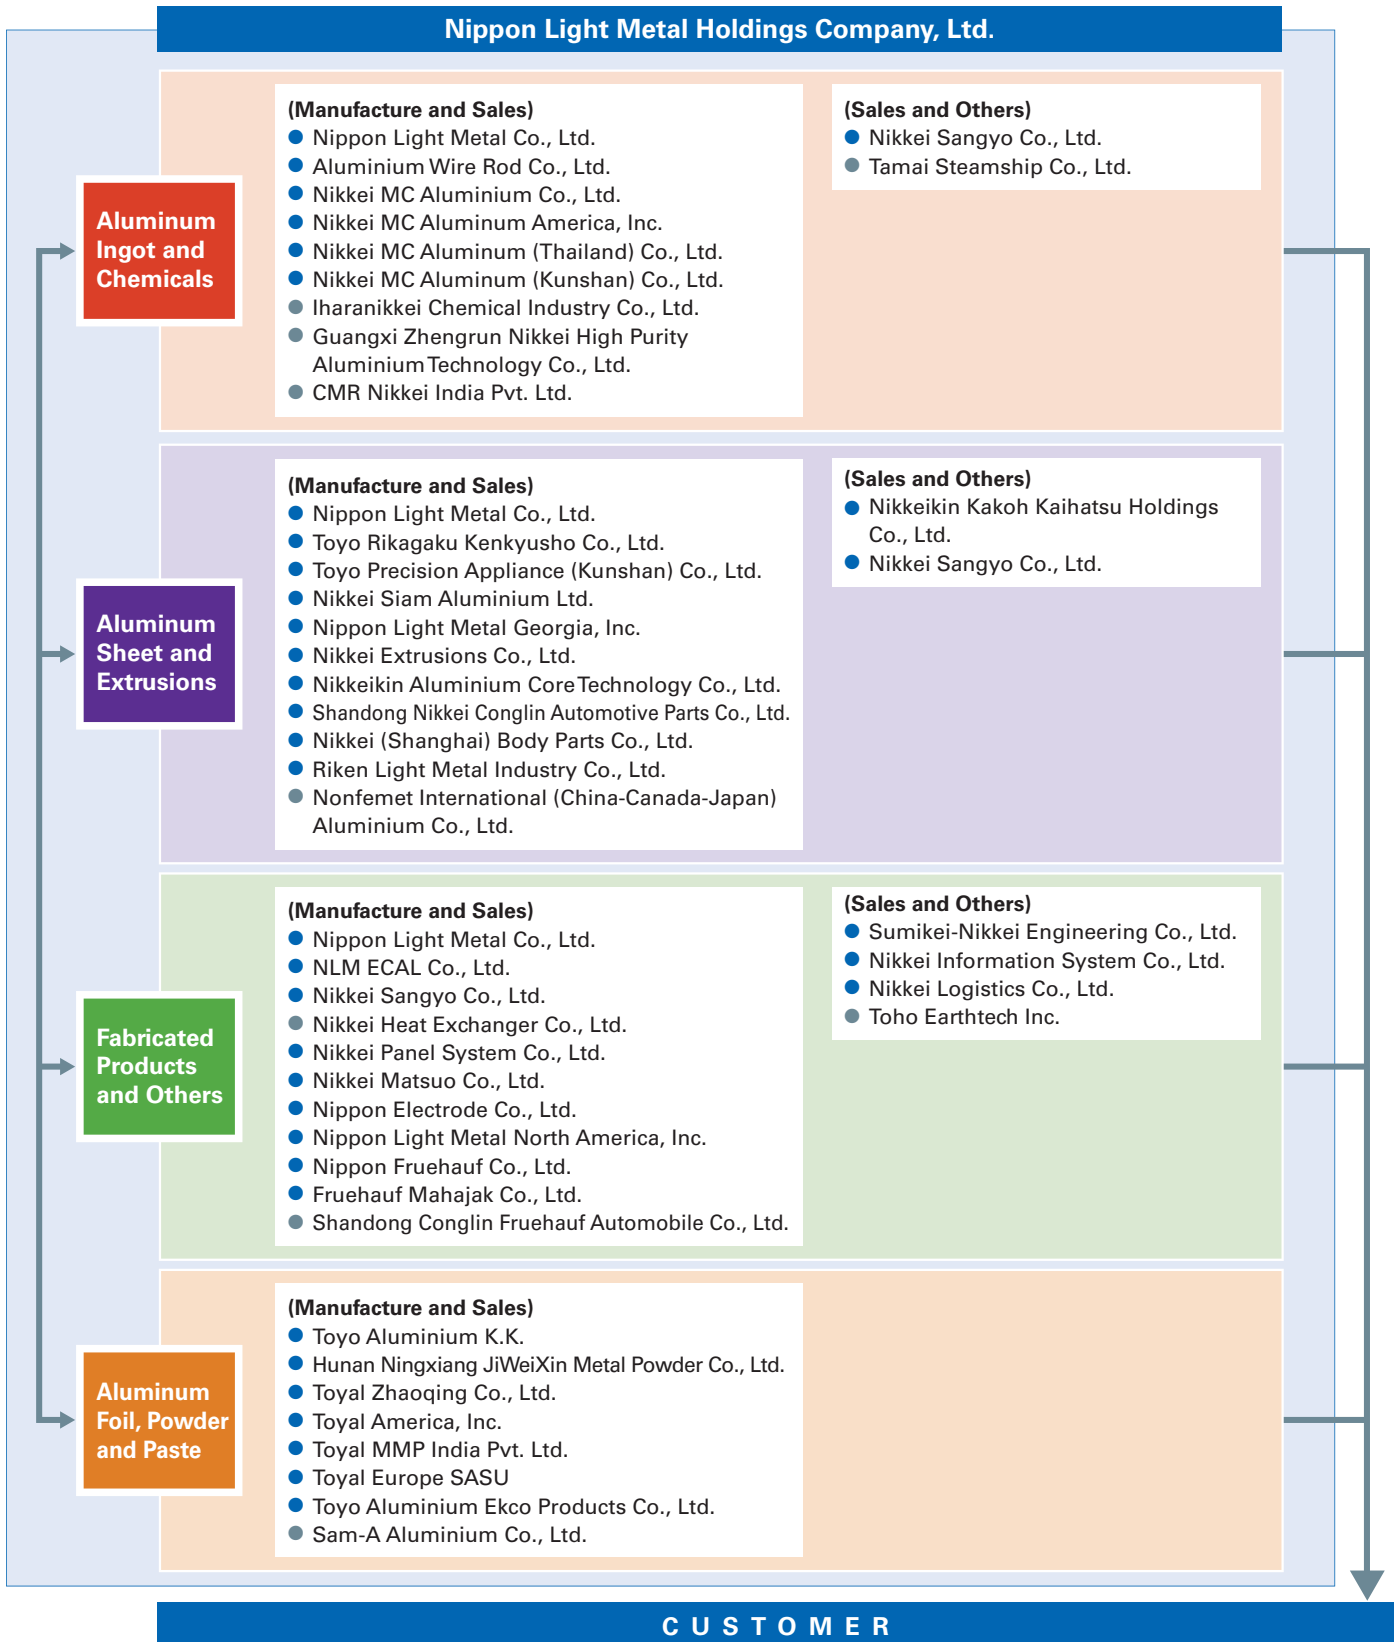 Nippon Light Metal Holdings Company, Ltd.
Aluminum
Ingot and
Chemicals
(Manufacture and Sales)
● Nippon Light Metal Co., Ltd.
● Aluminium Wire Rod Co., Ltd.
● Nikkei MC Aluminium Co., Ltd.
● Nikkei MC Aluminum America, Inc.
● Nikkei MC Aluminum (Thailand) Co., Ltd.
● Nikkei MC Aluminum (Kunshan) Co., Ltd.
● Iharanikkei Chemical Industry Co., Ltd.
● Guangxi Zhengrun Nikkei High Purity
Aluminium Technology Co., Ltd.
● CMR Nikkei India Pvt. Ltd.
(Sales and Others)
● Nikkei Sangyo Co., Ltd.
● Tamai Steamship Co., Ltd.
Aluminum
Sheet and
Extrusions
(Manufacture and Sales)
● Nippon Light Metal Co., Ltd.
● Toyo Rikagaku Kenkyusho Co., Ltd.
● Toyo Precision Appliance (Kunshan) Co., Ltd.
● Nikkei Siam Aluminium Ltd.
● Nippon Light Metal Georgia, Inc.
● Nikkei Extrusions Co., Ltd.
● Nikkeikin Aluminium Core Technology Co., Ltd.
● Shandong Nikkei Conglin Automotive Parts Co., Ltd.
● Nikkei (Shanghai) Body Parts Co., Ltd.
● Riken Light Metal Industry Co., Ltd.
● Nonfemet International (China-Canada-Japan)
Aluminium Co., Ltd.
(Sales and Others)
● Nikkeikin Kakoh Kaihatsu Holdings
Co., Ltd.
● Nikkei Sangyo Co., Ltd.
Fabricated
Products
and Others
(Manufacture and Sales)
● Nippon Light Metal Co., Ltd.
● NLM ECAL Co., Ltd.
● Nikkei Sangyo Co., Ltd.
● Nikkei Heat Exchanger Co., Ltd.
● Nikkei Panel System Co., Ltd.
● Nikkei Matsuo Co., Ltd.
● Nippon Electrode Co., Ltd.
● Nippon Light Metal North America, Inc.
● Nippon Fruehauf Co., Ltd.
● Fruehauf Mahajak Co., Ltd.
● Shandong Conglin Fruehauf Automobile Co., Ltd.
(Sales and Others)
● Sumikei-Nikkei Engineering Co., Ltd.
● Nikkei Information System Co., Ltd.
● Nikkei Logistics Co., Ltd.
● Toho Earthtech Inc.
Aluminum
Foil, Powder
and Paste
(Manufacture and Sales)
● Toyo Aluminium K.K.
● Hunan Ningxiang JiWeiXin Metal Powder Co., Ltd.
● Toyal Zhaoqing Co., Ltd.
● Toyal America, Inc.
● Toyal MMP India Pvt. Ltd.
● Toyal Europe SASU
● Toyo Aluminium Ekco Products Co., Ltd.
● Sam-A Aluminium Co., Ltd.
CUSTOMER